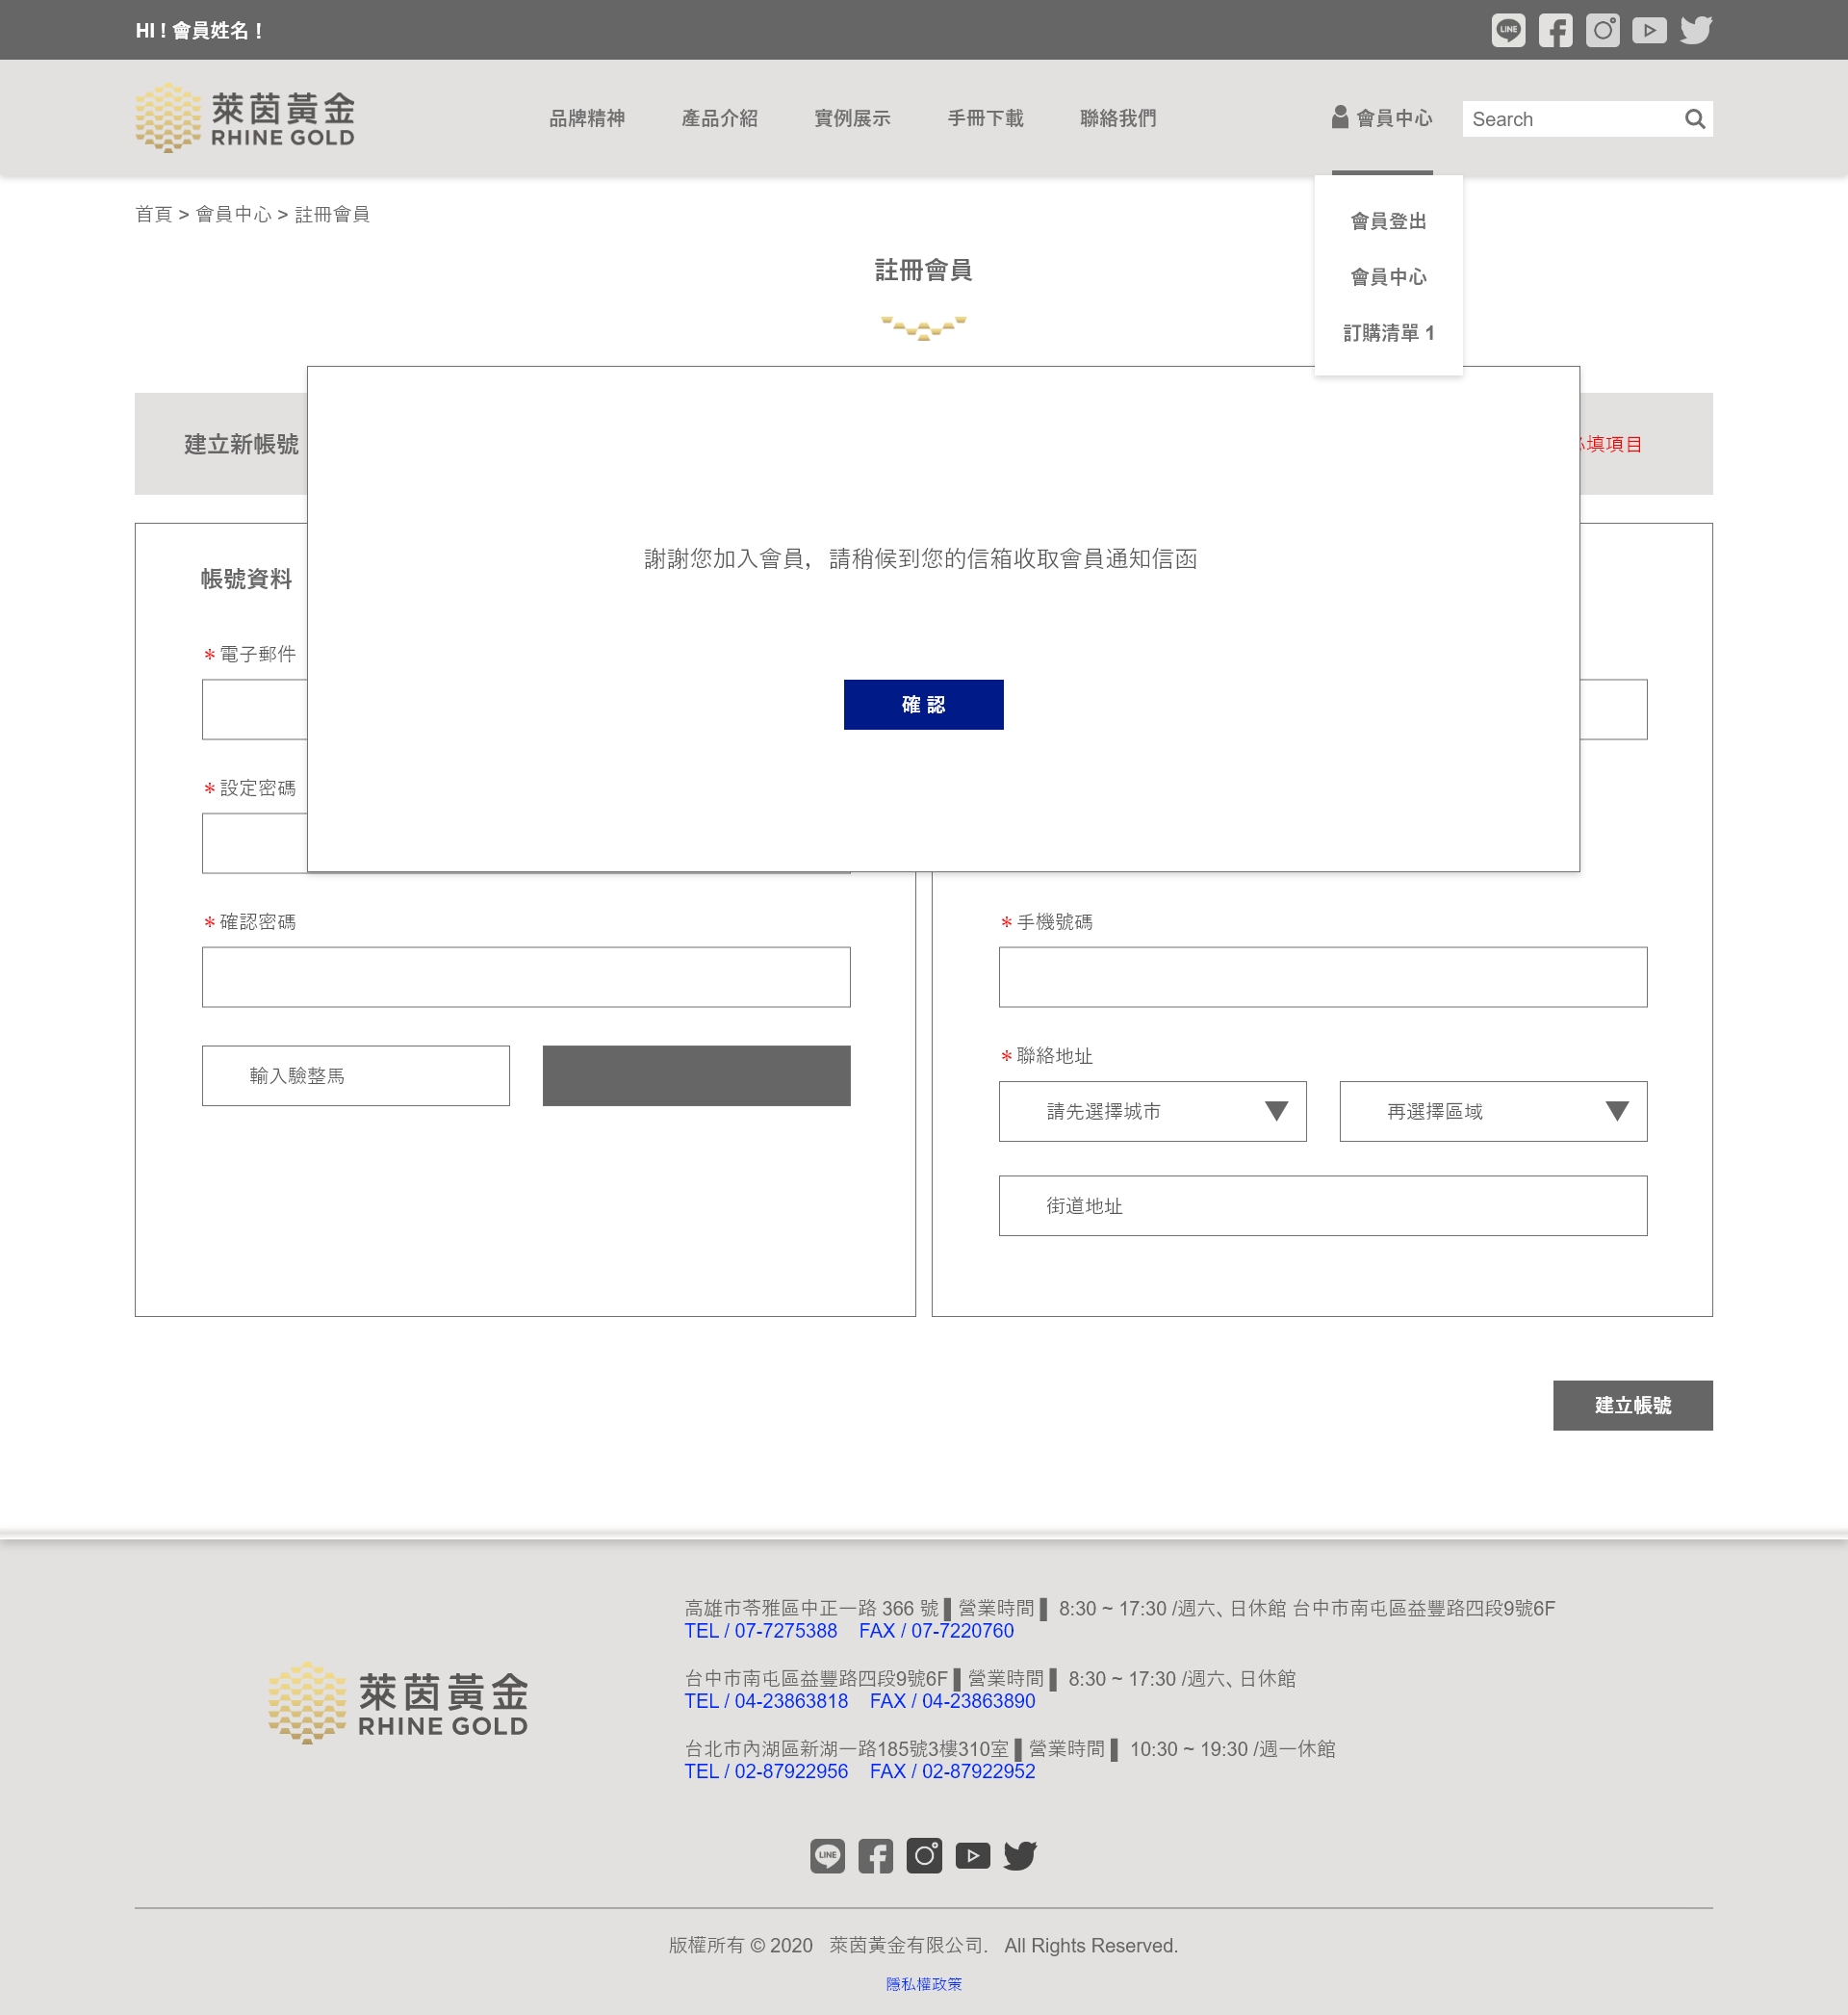 HI ! 會員姓名 !
LINE
萊茵黃金
RHINE GOLD
品牌精神
產品介紹
實例展示
手冊下載
聯絡我們
會員中心
Search
首頁 > 會員中心 > 註冊會員
會員登出
會員中心
訂購清單 1
註冊會員
建立新帳號
填項目
謝謝您加入會員，請稍候到您的信箱收取會員通知信函
確 認
帳號資料
*電子郵件
*設定密碼
*確認密碼
輸入驗整馬
*手機號碼
*聯絡地址
請先選擇城市
再選擇區域
街道地址
建立帳號
萊茵黃金
RHINE GOLD
高雄市苓雅區中正一路 366 號 ▌營業時間 ▌ 8:30 ~ 17:30 /週六、日休館 台中市南屯區益豐路四段9號6F
TEL / 07-7275388 FAX / 07-7220760
台中市南屯區益豐路四段9號6F ▌營業時間 ▌ 8:30 ~ 17:30 /週六、日休館
TEL / 04-23863818 FAX / 04-23863890
台北市內湖區新湖一路185號3樓310室 ▌營業時間 ▌ 10:30 ~ 19:30 /週一休館
TEL / 02-87922956 FAX / 02-87922952
LINE
版權所有 © 2020 萊茵黃金有限公司. All Rights Reserved.
隱私權政策